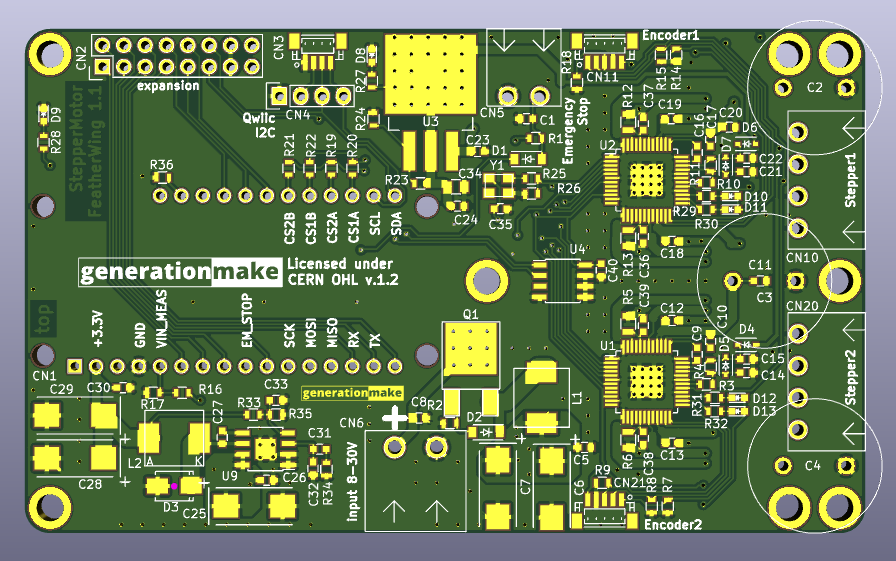 CN2
expansion
D9
R28
StepperMotor
FeatherWing 1.1
CN3
D8
R27
R24
Qwiic
I2C
CN4
U3
CN5
Emergency
Stop
R18
C1
R1
D1
Encoder1
CN11
R15
R14
R12
C37
C19
C16
C17
C20
D6
D7
C22
C21
C2
Stepper1
R36
R21
R22
R19
R20
R23
C23
C34
C24
Y1
R25
R26
C35
U2
R11
R10
D10
D11
R29
R30
CS2B
CS1B
CS2A
CS1A
SCL
SDA
U4
C40
R13
C36
C18
C11
C3
CN10
generationmake
Licensed under
CERN OHL v.1.2
top
+3.3V
GND
VIN_MEAS
EM_STOP
SCK
MOSI
MISO
RX
TX
CN1
Q1
R5
C39
C12
C10
C9
D4
D5
C15
C14
CN20
Stepper2
U1
R4
R3
D12
D13
R31
R32
C29
C30
R17
R16
generationmake
C33
R33
R35
C27
L2
A
K
U9
C31
C32
R34
C26
C28
D3
C25
CN6
+
C8
R2
D2
L1
input 8-30V
C7
C6
C5
R6
C38
C13
C4
R9
CN21
R8
R7
Encoder2